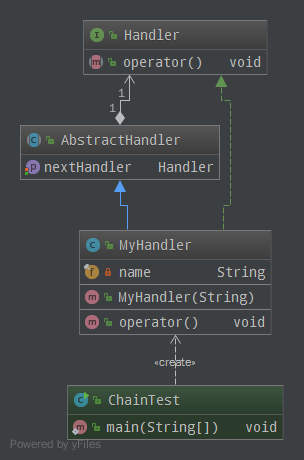 Handler
operator() void
1
1
AbstractHandler
nextHandler Handler
MyHandler
name String
MyHandler(String)
operator() void
«create»
ChainTest
main(String[]) void
Powered by yFiles